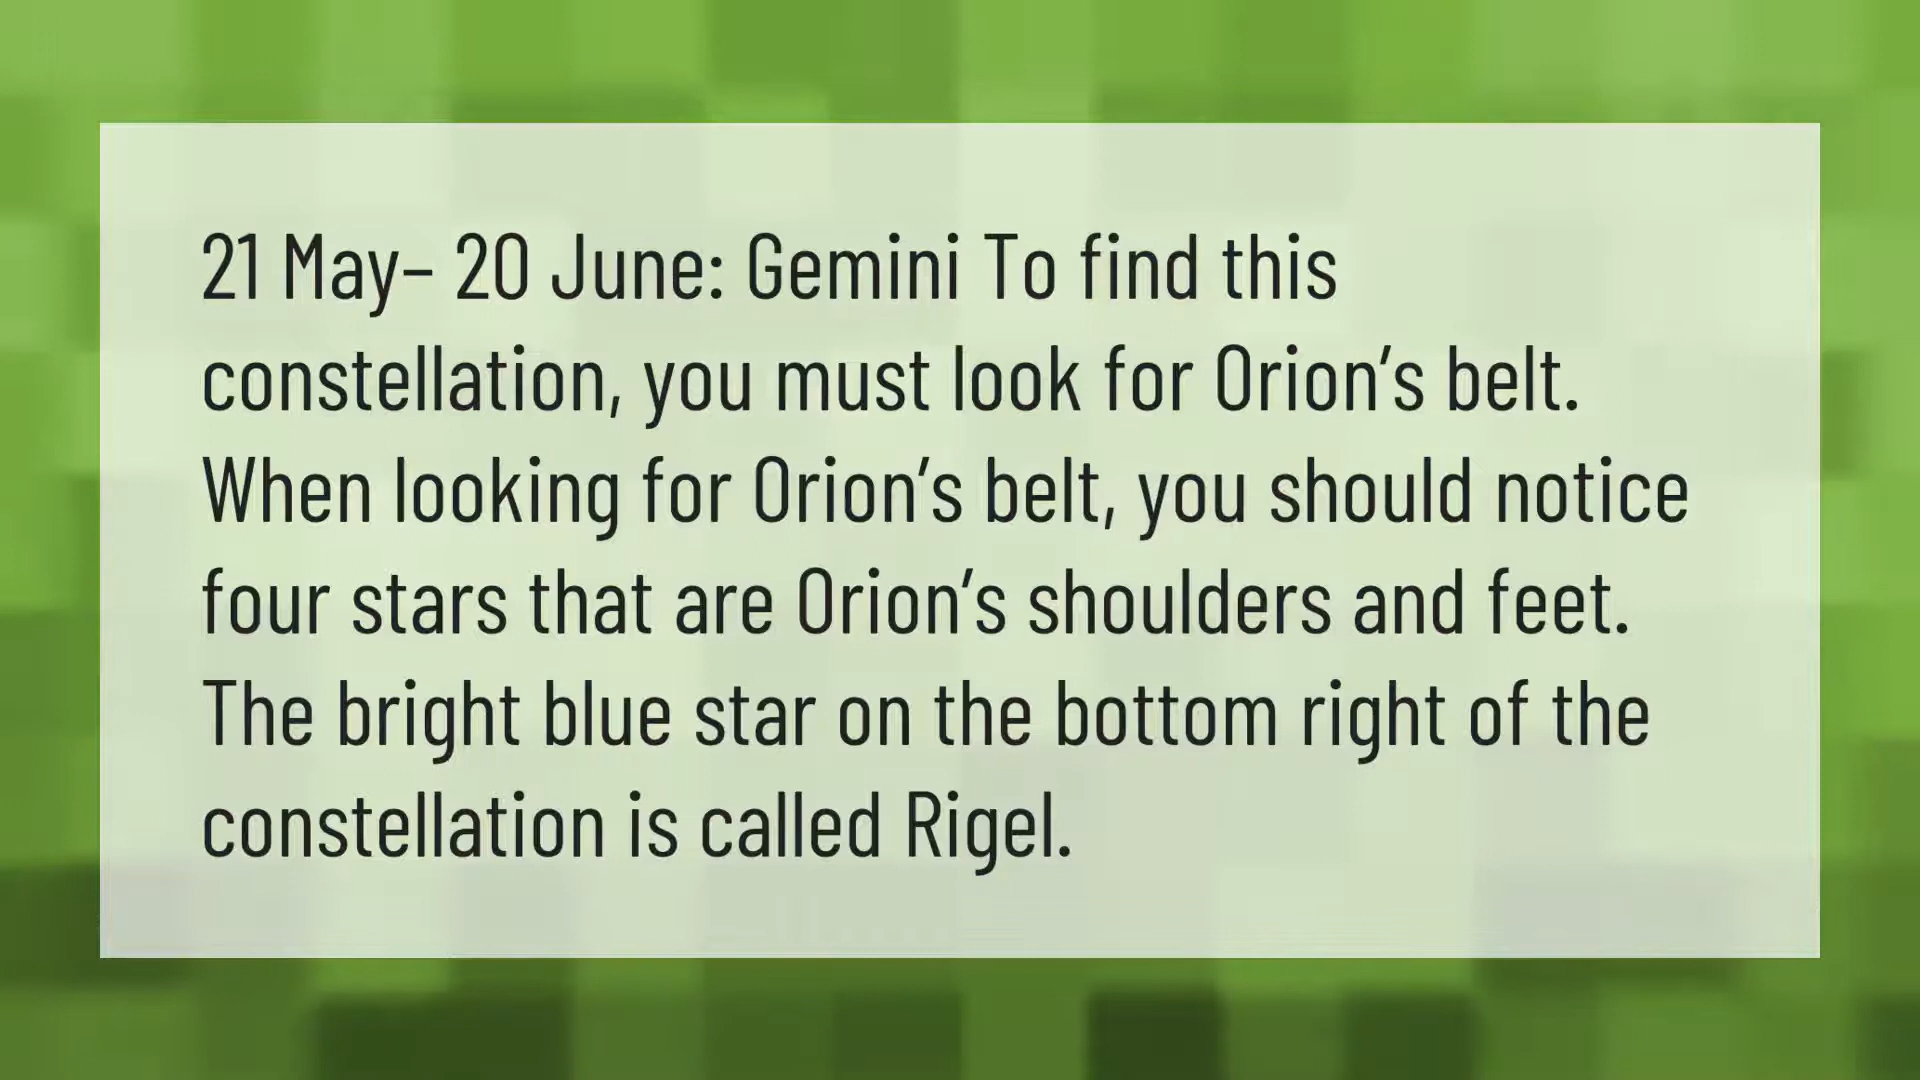 21 May– 20 June: Gemini To find this
constellation, you must look for Orion’s belt.
When looking for Orion’s belt, you should notice
four stars that are Orion’s shoulders and feet.
The bright blue star on the bottom right of the
constellation is called Rigel.